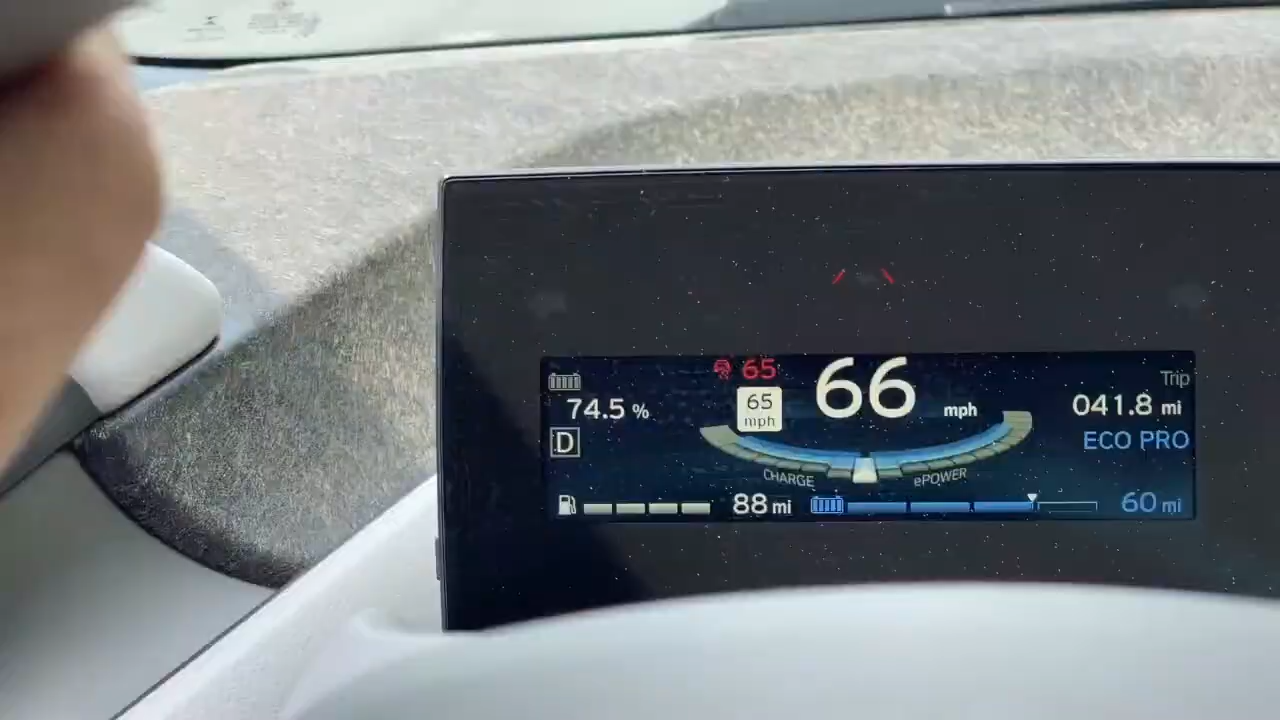 65
66 mph
Trip
74.5 %
65
mph
041.8 mi
D
ECO PRO
CHARGE
ePOWER
88 mi
60 mi